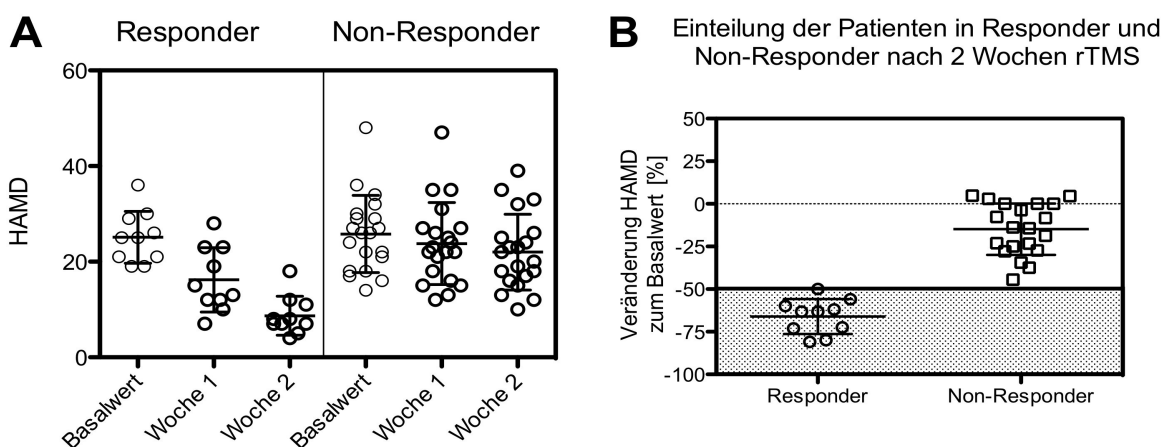 A
Responder
Non-Responder
HAMD
60
40
20
0
Basalwert
Woche 1
Woche 2
Basalwert
Woche 1
Woche 2
B
Einteilung der Patienten in Responder und
Non-Responder nach 2 Wochen rTMS
Veränderung HAMD
zum Basalwert [%]
50
25
0
-25
-50
-75
-100
Responder
Non-Responder